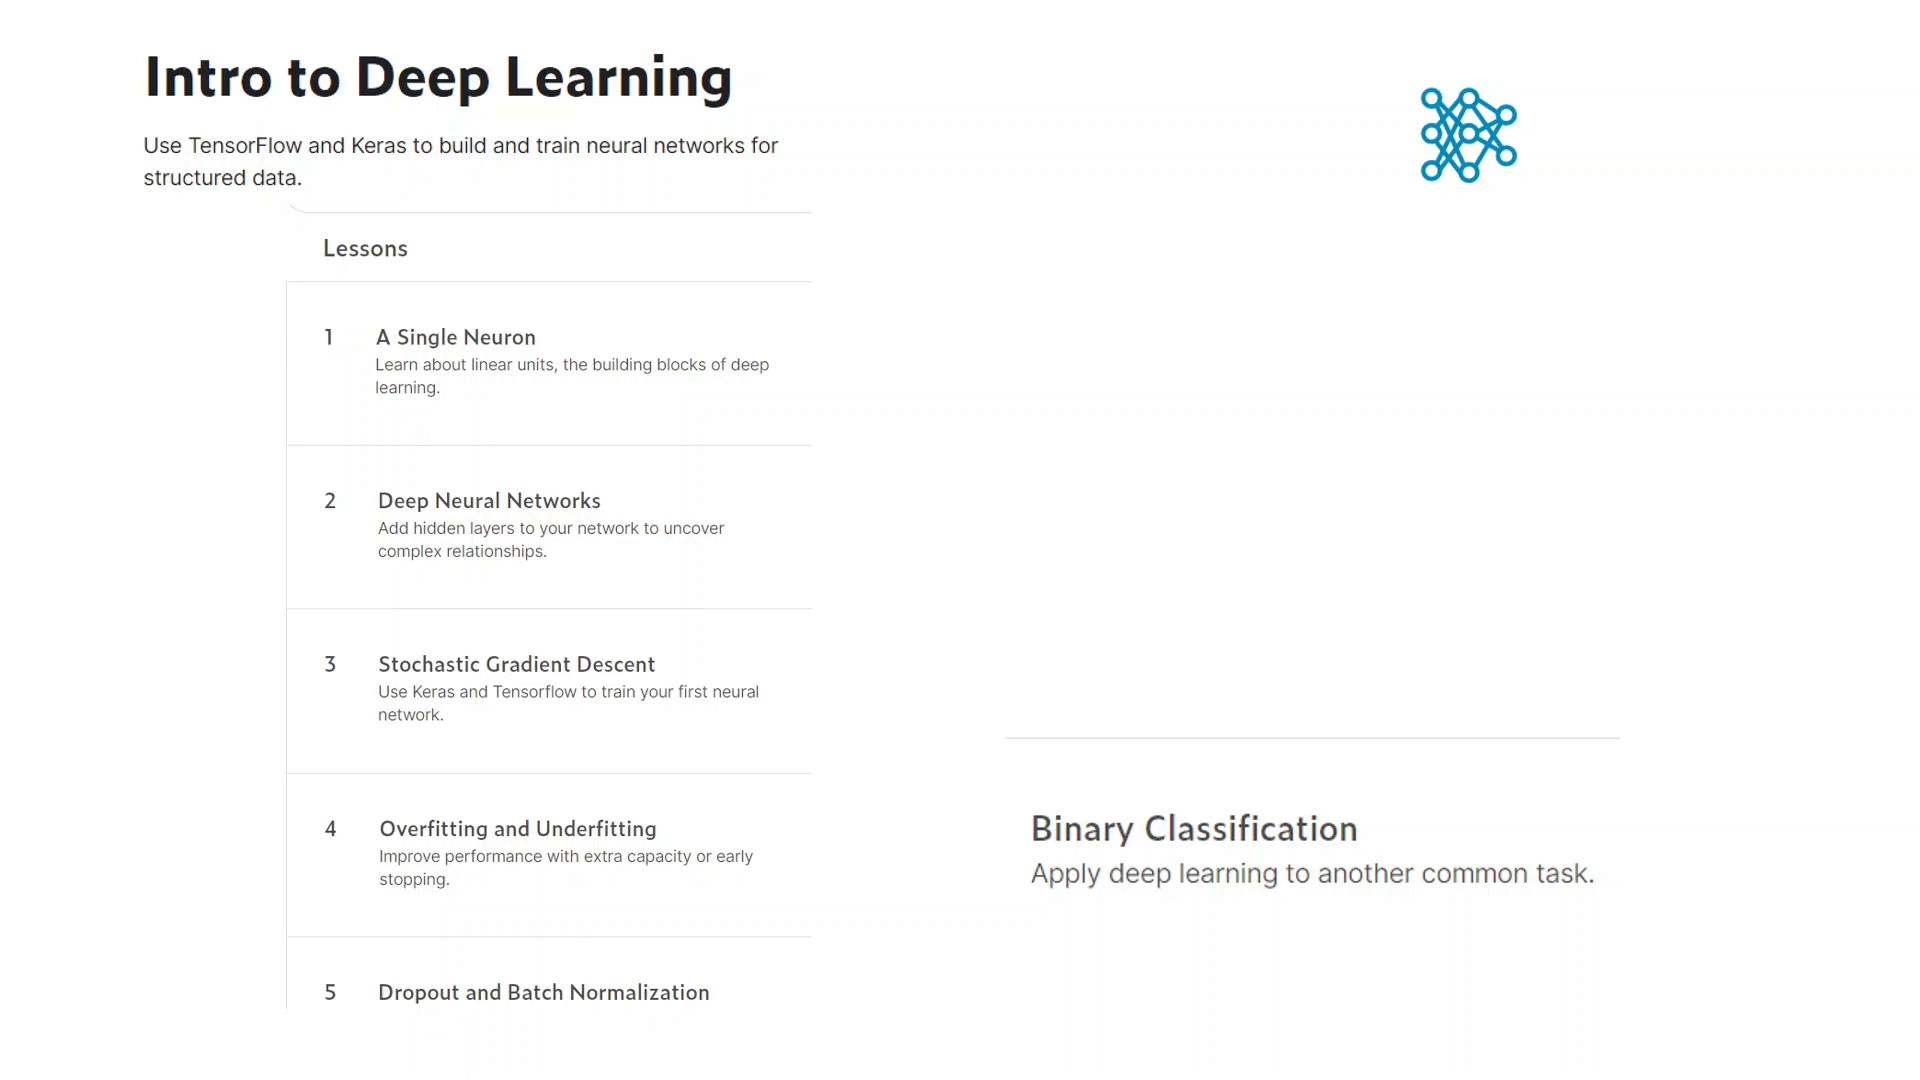 Intro to Deep Learning
Use TensorFlow and Keras to build and train neural networks for
structured data.
Lessons
1 A Single Neuron
Learn about linear units, the building blocks of deep
learning.
2 Deep Neural Networks
Add hidden layers to your network to uncover
complex relationships.
3 Stochastic Gradient Descent
Use Keras and Tensorflow to train your first neural
network.
4 Overfitting and Underfitting
Improve performance with extra capacity or early
stopping.
5 Dropout and Batch Normalization
Binary Classification
Apply deep learning to another common task.